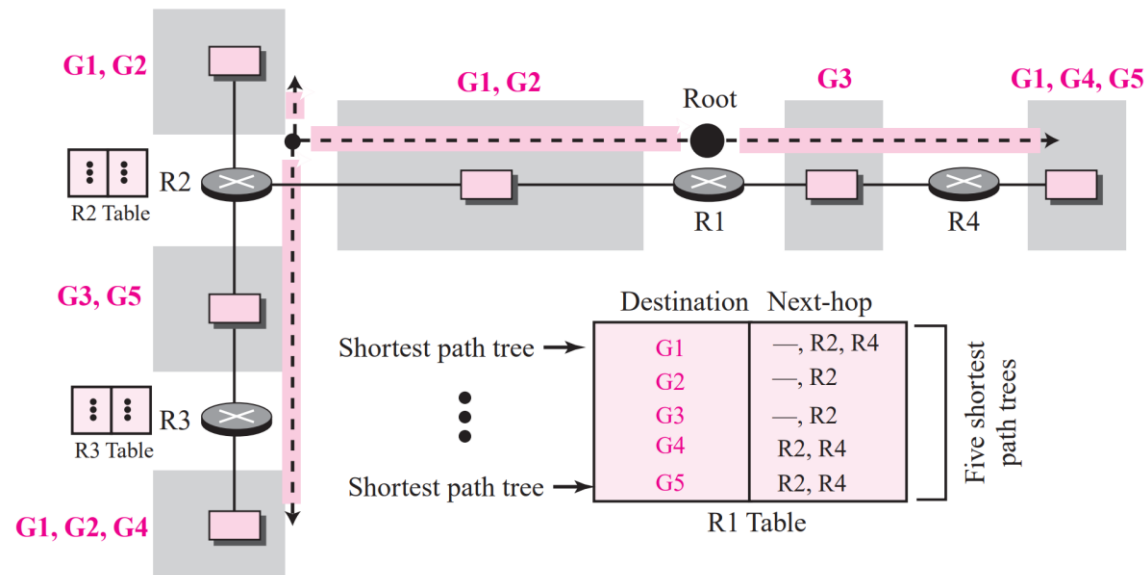 G1, G2
G1, G2
Root
G3
G1, G4, G5
R2
R2 Table
R1
R4
G3, G5
Destination
Next-hop
Shortest path tree
G1
—, R2, R4
G2
—, R2
G3
—, R2
R3
R3 Table
G4
R2, R4
Shortest path tree
G5
R2, R4
Five shortest
path trees
R1 Table
G1, G2, G4